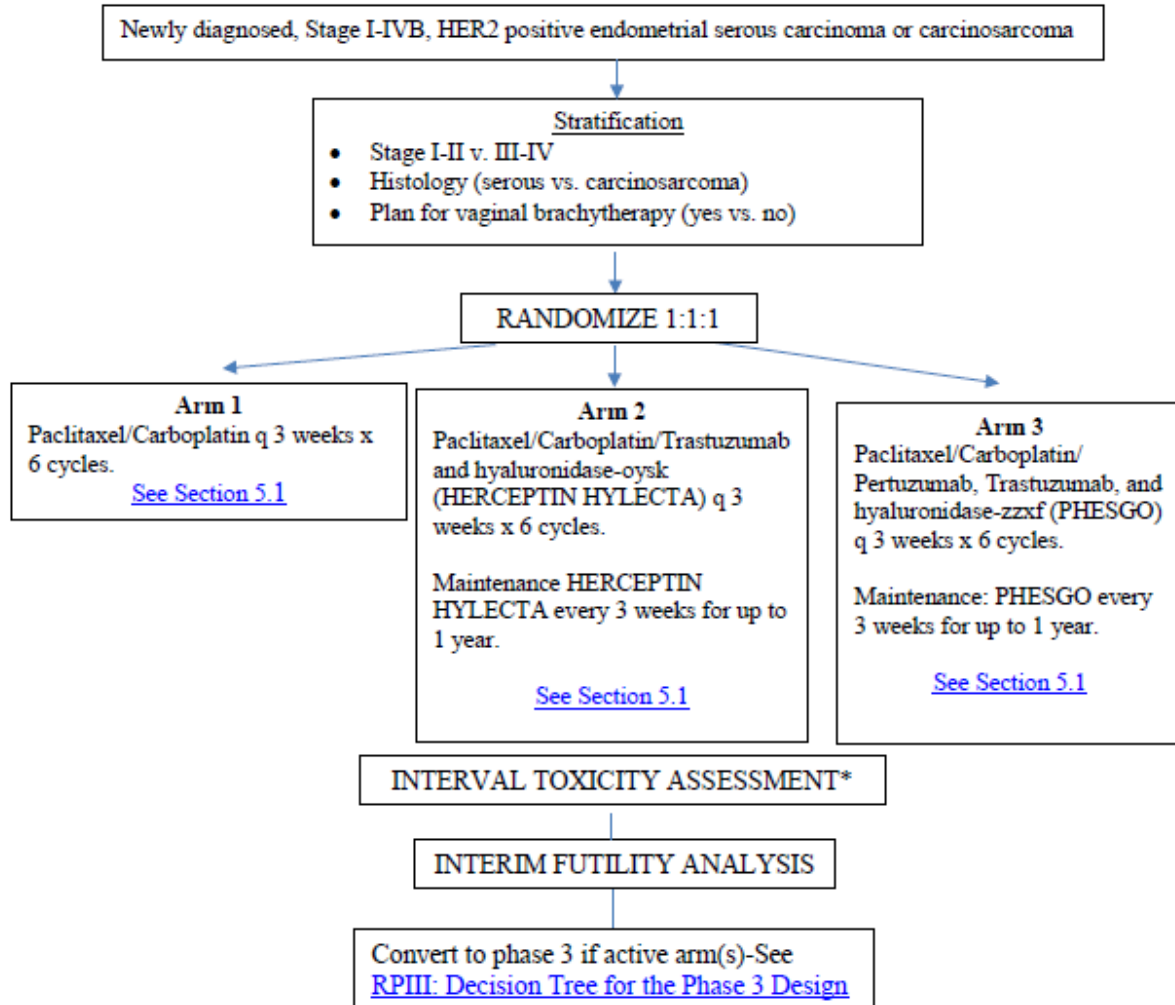 Newly diagnosed, Stage I-IVB, HER2 positive endometrial serous carcinoma or carcinosarcoma
Stratification
• Stage I-II v. III-IV
• Histology (serous vs. carcinosarcoma)
• Plan for vaginal brachytherapy (yes vs. no)
RANDOMIZE 1:1:1
Arm 1
Paclitaxel/Carboplatin q 3 weeks x
6 cycles.
See Section 5.1
Arm 2
Paclitaxel/Carboplatin/Trastuzumab
and hyaluronidase-oysk
(HERCEPTIN HYLECTA) q 3
weeks x 6 cycles.
Maintenance HERCEPTIN
HYLECTA every 3 weeks for up to
1 year.
See Section 5.1
Arm 3
Paclitaxel/Carboplatin/
Pertuzumab, Trastuzumab, and
hyaluronidase-zzxf (PHESGO)
q 3 weeks x 6 cycles.
Maintenance: PHESGO every
3 weeks for up to 1 year.
See Section 5.1
INTERVAL TOXICITY ASSESSMENT*
INTERIM FUTILITY ANALYSIS
Convert to phase 3 if active arm(s)-See
RPIII: Decision Tree for the Phase 3 Design